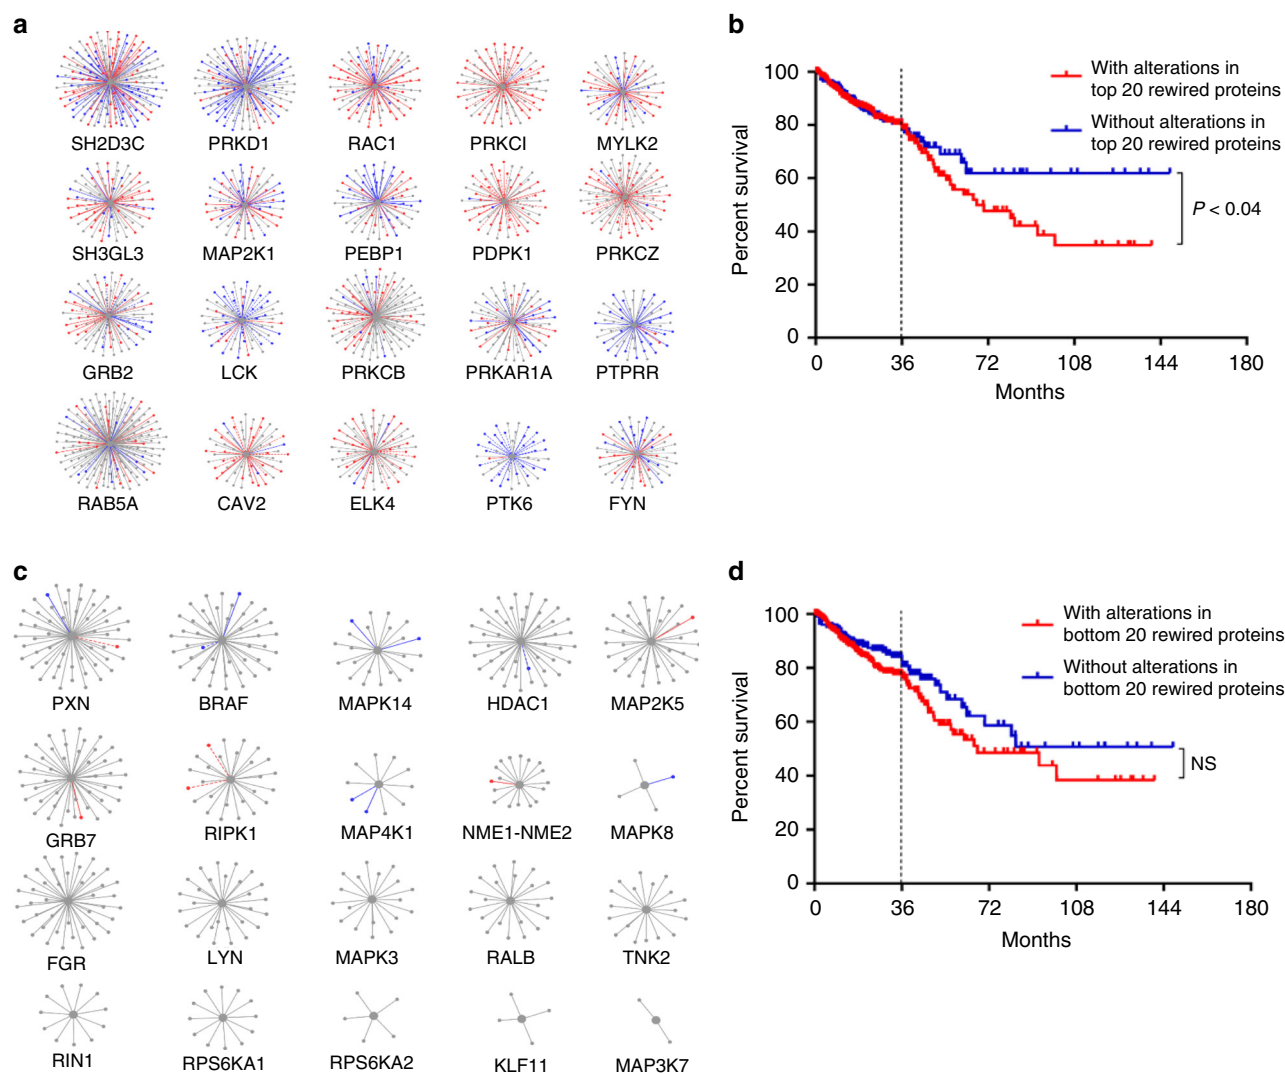 a
SH2D3C PRKD1 RAC1 PRKCI MYLK2
SH3GL3 MAP2K1 PEBP1 PDPK1 PRKCZ
GRB2 LCK PRKCB PRKAR1A PTPRR
RAB5A CAV2 ELK4 PTK6 FYN
b
Percent survival
100
80
60
40
20
0
0 36 72 108 144 180
Months
With alterations in
top 20 rewired proteins
Without alterations in
top 20 rewired proteins
P < 0.04
c
PXN BRAF MAPK14 HDAC1 MAP2K5
GRB7 RIPK1 MAP4K1 NME1-NME2 MAPK8
FGR LYN MAPK3 RALB TNK2
RIN1 RPS6KA1 RPS6KA2 KLF11 MAP3K7
d
Percent survival
100
80
60
40
20
0
0 36 72 108 144 180
Months
With alterations in
bottom 20 rewired proteins
Without alterations in
bottom 20 rewired proteins
NS